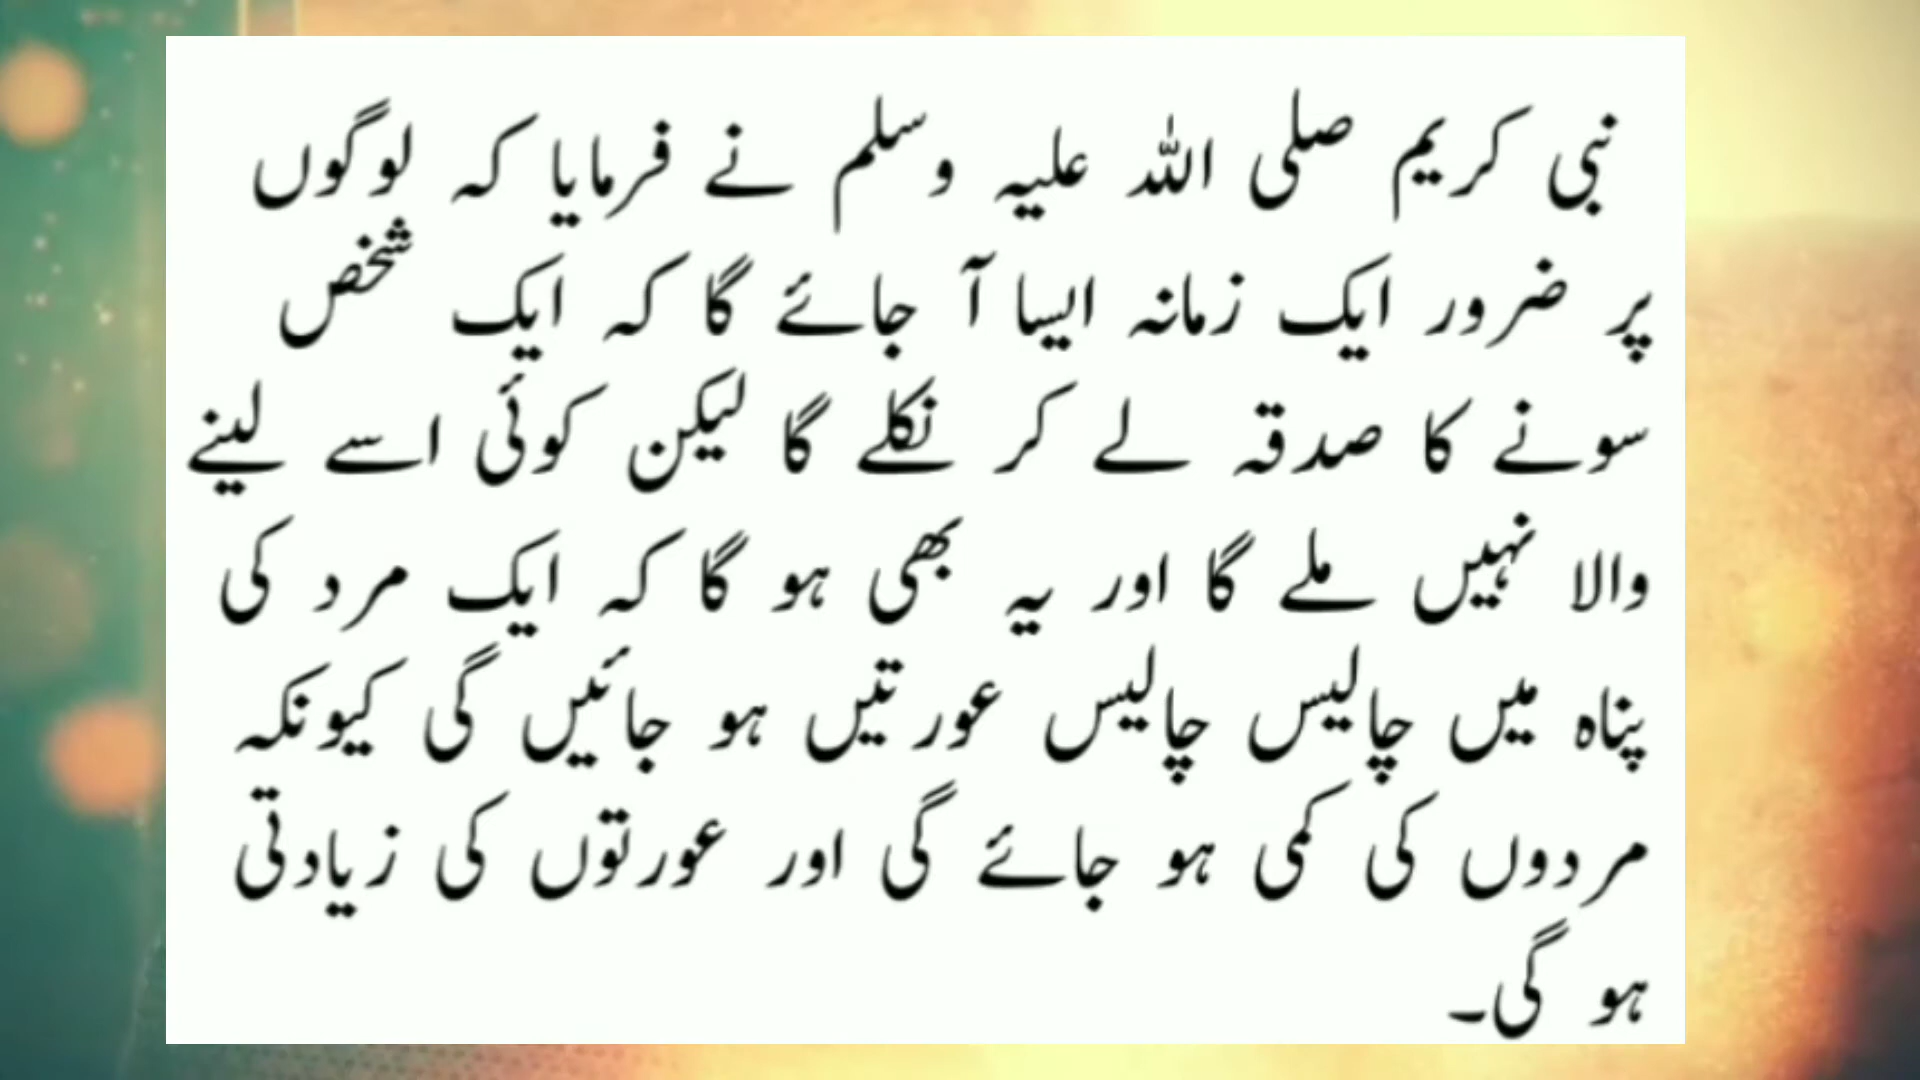 نبی کریم صلی اللہ علیہ وسلم نے فرمایا کہ لوگوں
پر ضرور ایک زمانہ ایسا آ جائے گا کہ ایک شخص
سونے کا صدقہ لے کر نکلے گا لیکن کوئی اسے لینے
والا نہیں ملے گا اور یہ بھی ہو گا کہ ایک مرد کی
پناہ میں چالیس چالیس عورتیں ہو جائیں گی کیونکہ
مردوں کی کمی ہو جائے گی اور عورتوں کی زیادتی
ہو گی۔